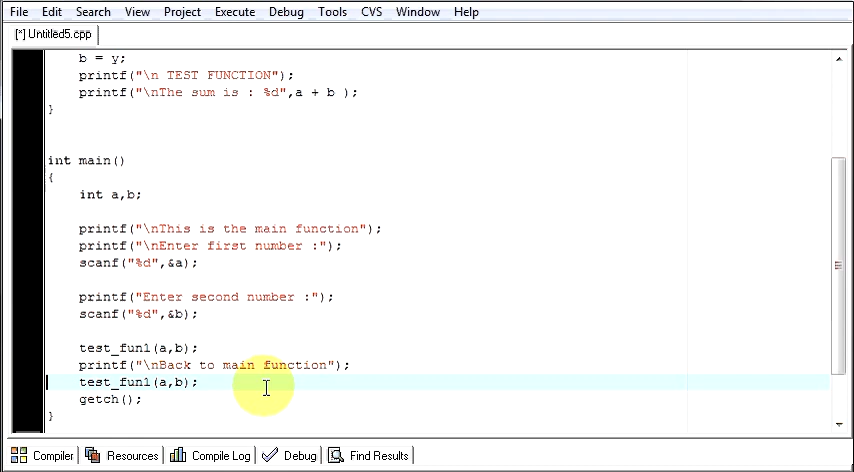 File Edit Search View Project Execute Debug Tools CVS Window Help
[*] Untitled5.cpp
b = y;
printf("\n TEST FUNCTION");
printf("\nThe sum is : %d",a + b );
}
int main()
{
int a,b;
printf("\nThis is the main function");
printf("\nEnter first number :");
scanf("%d",&a);
printf("Enter second number :");
scanf("%d",&b);
test_fun1(a,b);
printf("\nBack to main function");
test_fun1(a,b);
getch();
}
Compiler Resources Compile Log Debug Find Results